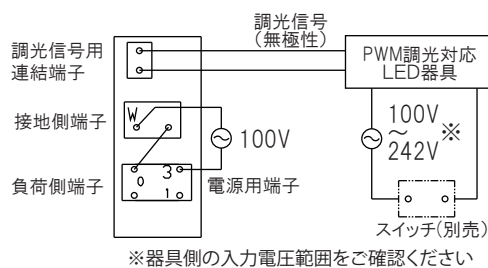 調光信号
(無極性)
調光信号用
連結端子
PWM調光対応
LED器具
W
接地側端子
100V
100V
～
242V※
3
0
1
負荷側端子
電源用端子
スイッチ(別売)
※器具側の入力電圧範囲をご確認ください